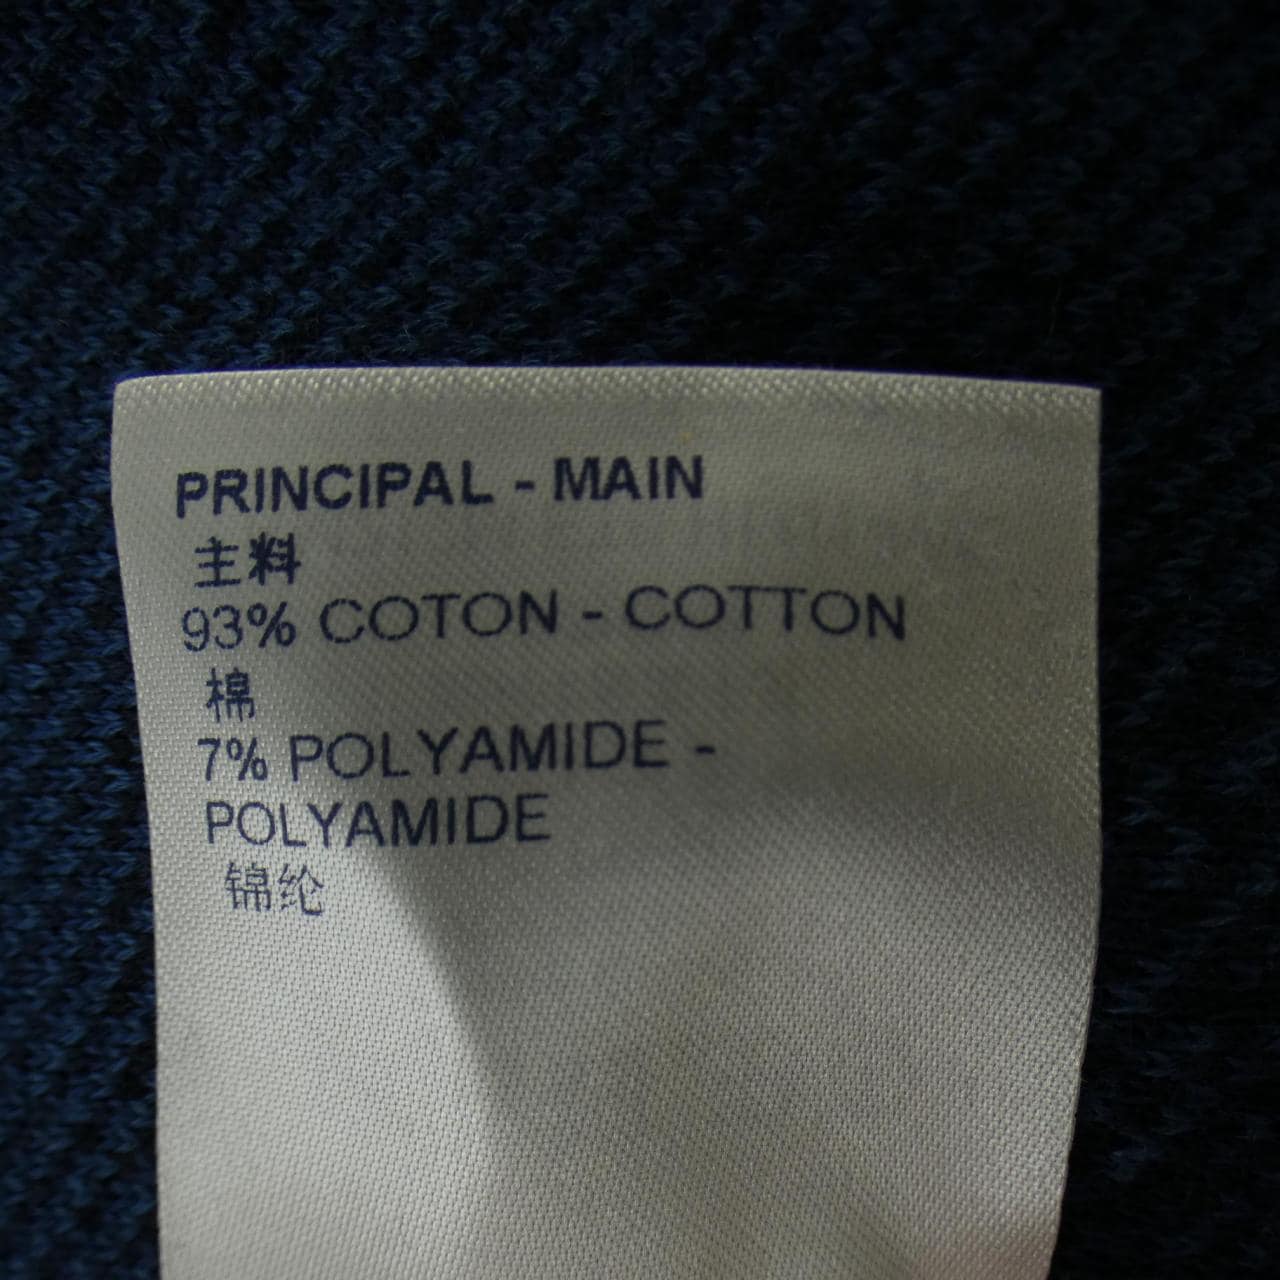 PRINCIPAL - MAIN
主料
93% COTON - COTTON
棉
7% POLYAMIDE -
POLYAMIDE
锦纶